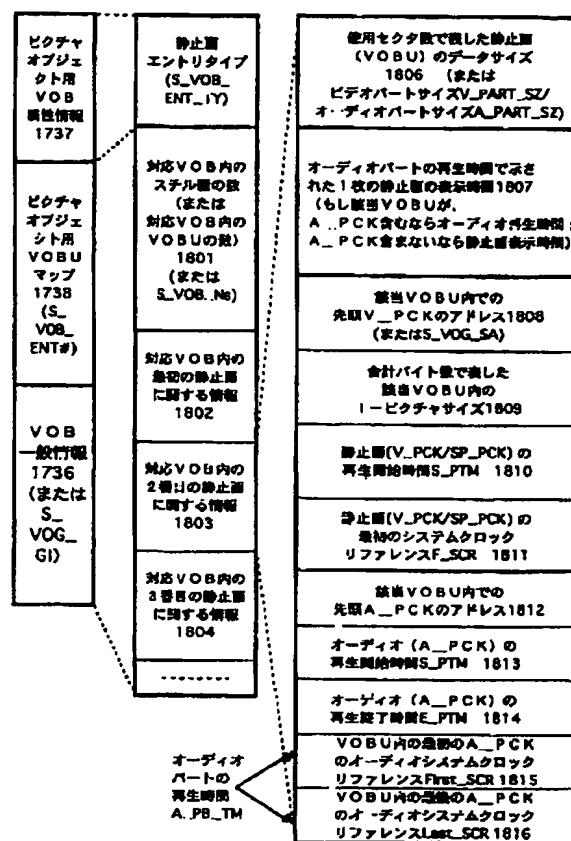 ピクチャ
オブジェ
クト用
VOB
属性情報
1737
ピクチャ
オブジェ
クト用
VOBU
マップ
1738
(S_
VOB_
ENT#)
VOB
一般情報
1736
(または
S_
VOG_
GI)
静止画
エントリタイプ
(S_VOB_
ENT_TY)
対応VOB内の
スチル画の数
(または
対応VOB内の
VOBUの数)
1801
(または
S_VOB_Ns)
対応VOB内の
最初の静止画
に関する情報
1802
対応VOB内の
2番目の静止画
に関する情報
1803
対応VOB内の
3番目の静止画
に関する情報
1804
---------
使用セクタ数で表した静止画
(VOBU)のデータサイズ
1806 (または
ビデオパートサイズV_PART_SZ/
オーディオパートサイズA_PART_SZ)
オーディオパートの再生時間で示さ
れた1枚の静止画の表示時間1807
(もし該当VOBUが、
A__PCK含むならオーディオ再生時間;
A__PCK含まないなら静止画表示時間)
該当VOBU内での
先頭V__PCKのアドレス1808
(またはS_VOG_SA)
合計バイト数で表した
該当VOBU内の
I-ピクチャサイズ1809
静止画(V_PCK/SP_PCK)の
再生開始時間S_PTM 1810
静止画(V_PCK/SP_PCK)の
最初のシステムクロック
リファレンスF_SCR 1811
該当VOBU内での
先頭A__PCKのアドレス1812
オーディオ(A__PCK)の
再生開始時間S_PTM 1813
オーディオ(A__PCK)の
再生終了時間E_PTM 1814
VOBU内の最初のA__PCK
のオーディオシステムクロック
リファレンスFirst_SCR 1815
VOBU内の最後のA__PCK
のオーディオシステムクロック
リファレンスLast_SCR 1816
オーディオ
パートの
再生時間
A_PB_TM